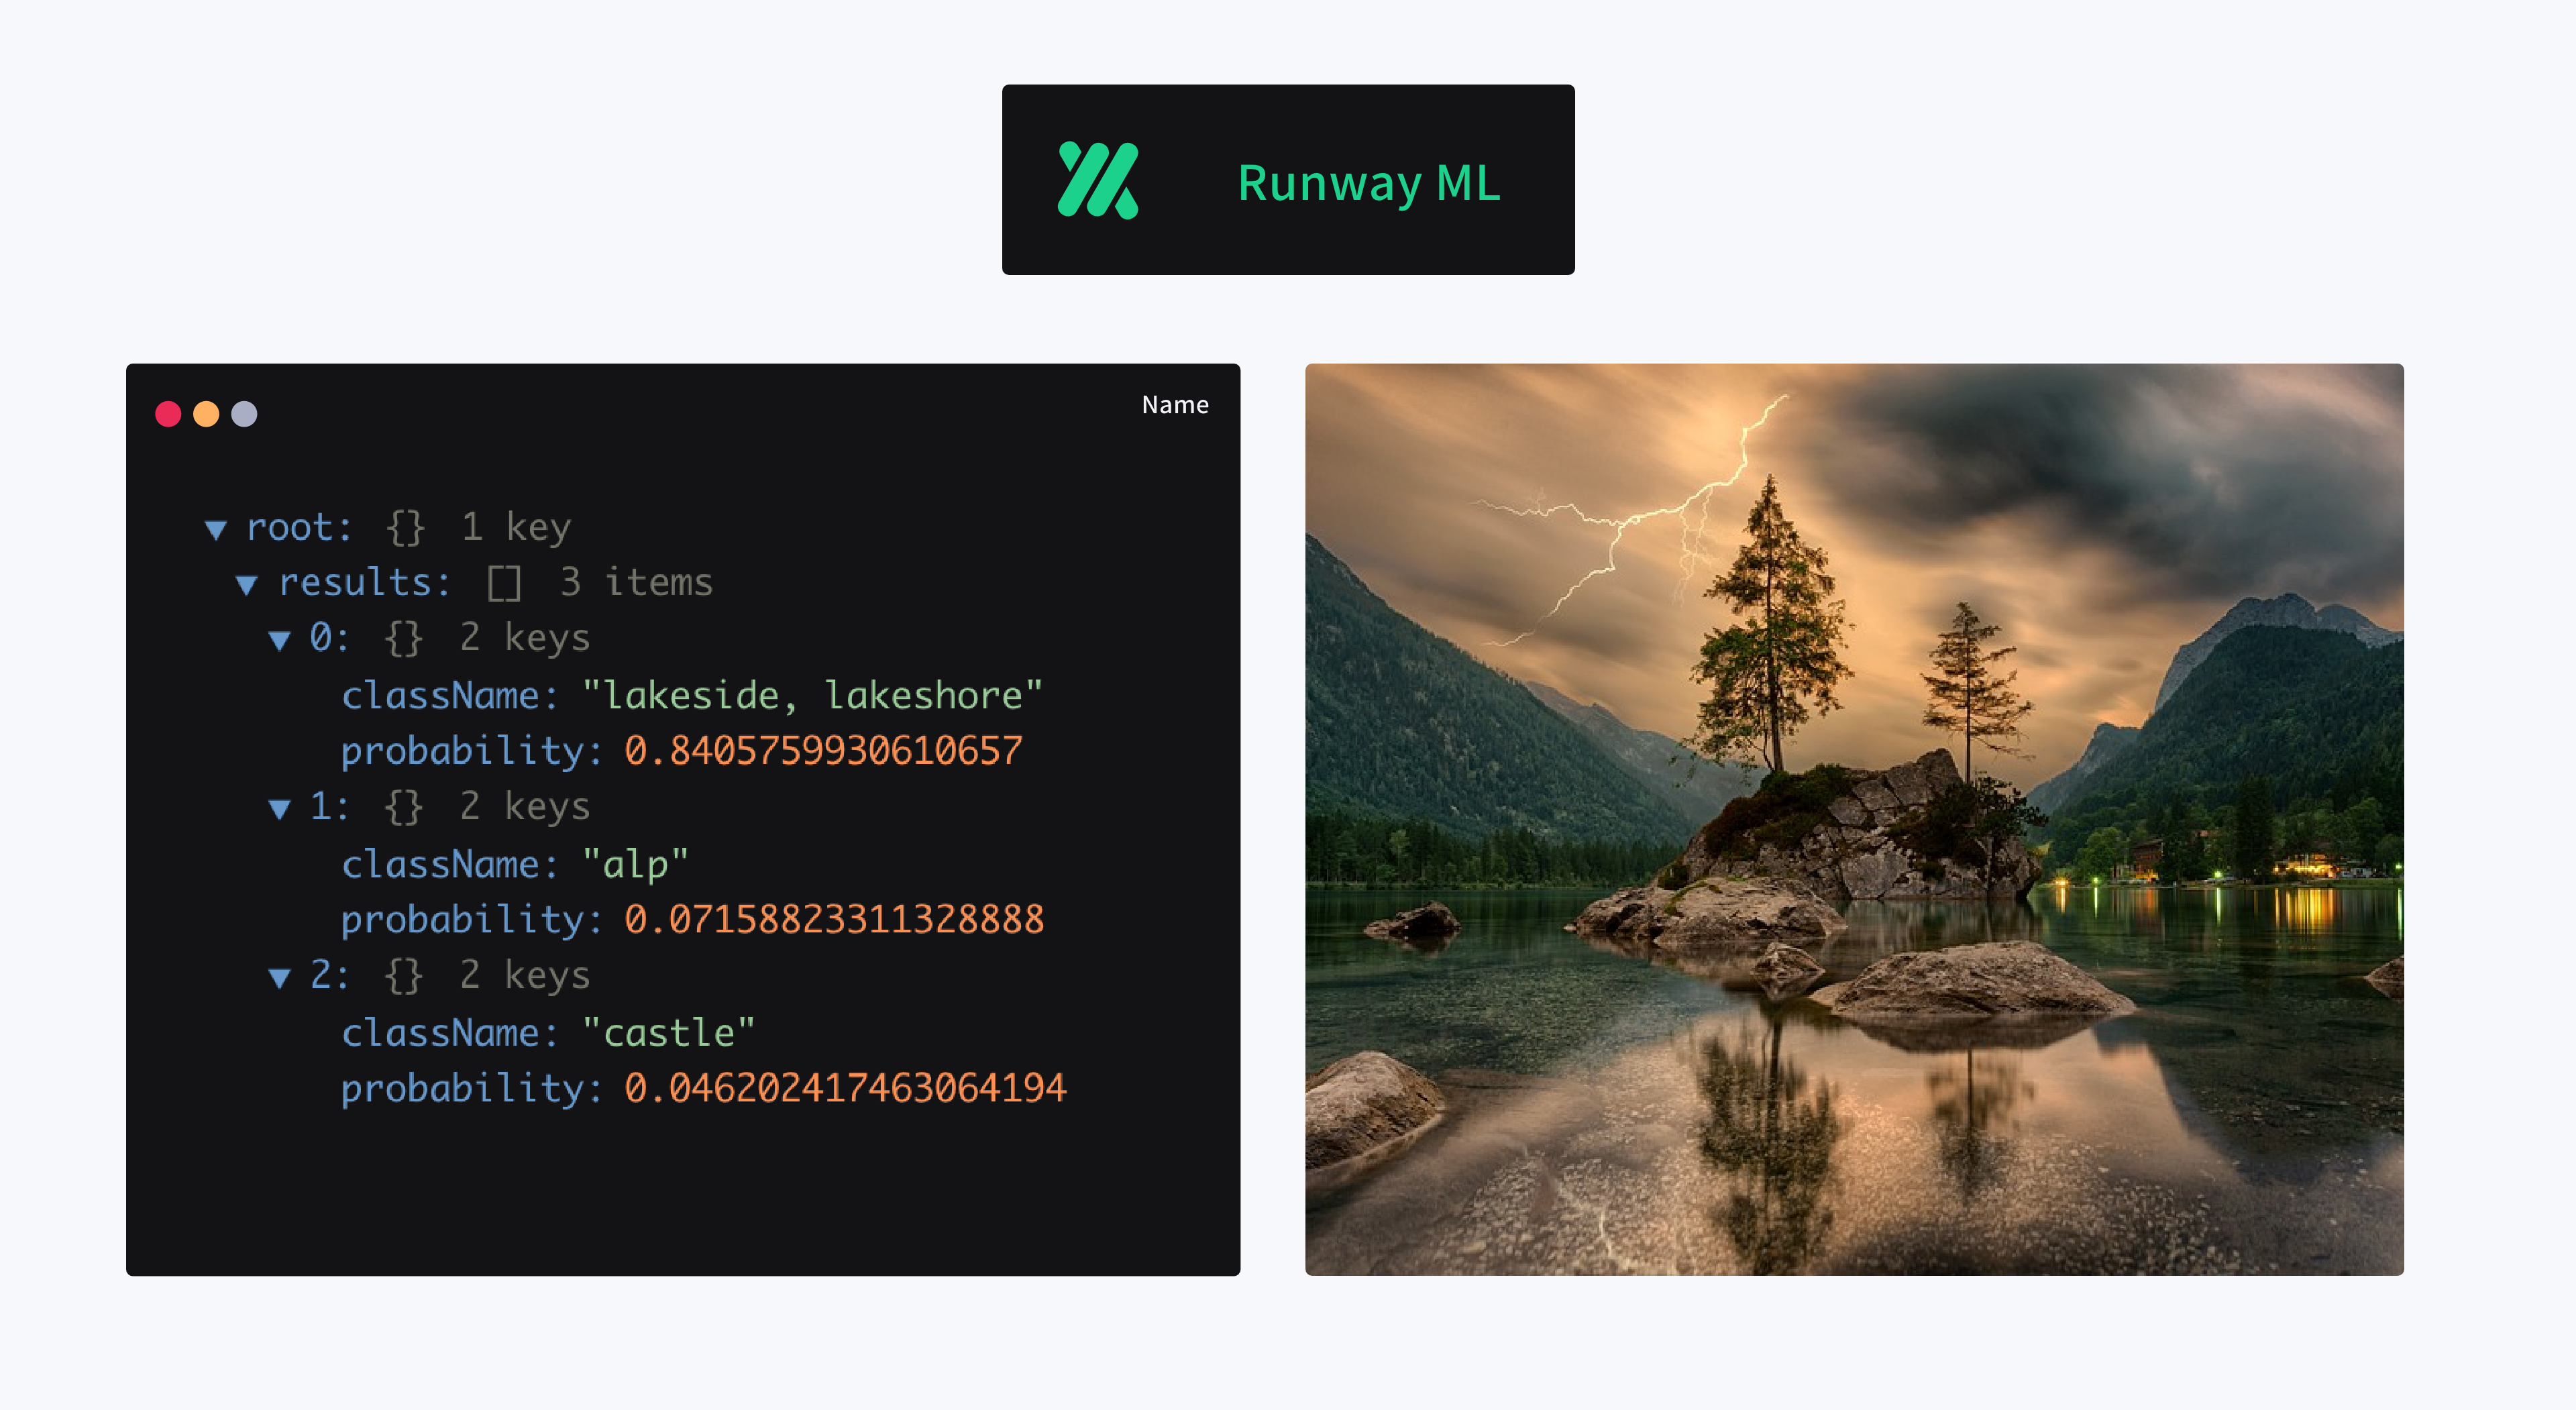 Runway ML
Name
▼ root: {} 1 key
▼ results: [] 3 items
▼ 0: {} 2 keys
className: "lakeside, lakeshore"
probability: 0.8405759930610657
▼ 1: {} 2 keys
className: "alp"
probability: 0.07158823311328888
▼ 2: {} 2 keys
className: "castle"
probability: 0.046202417463064194